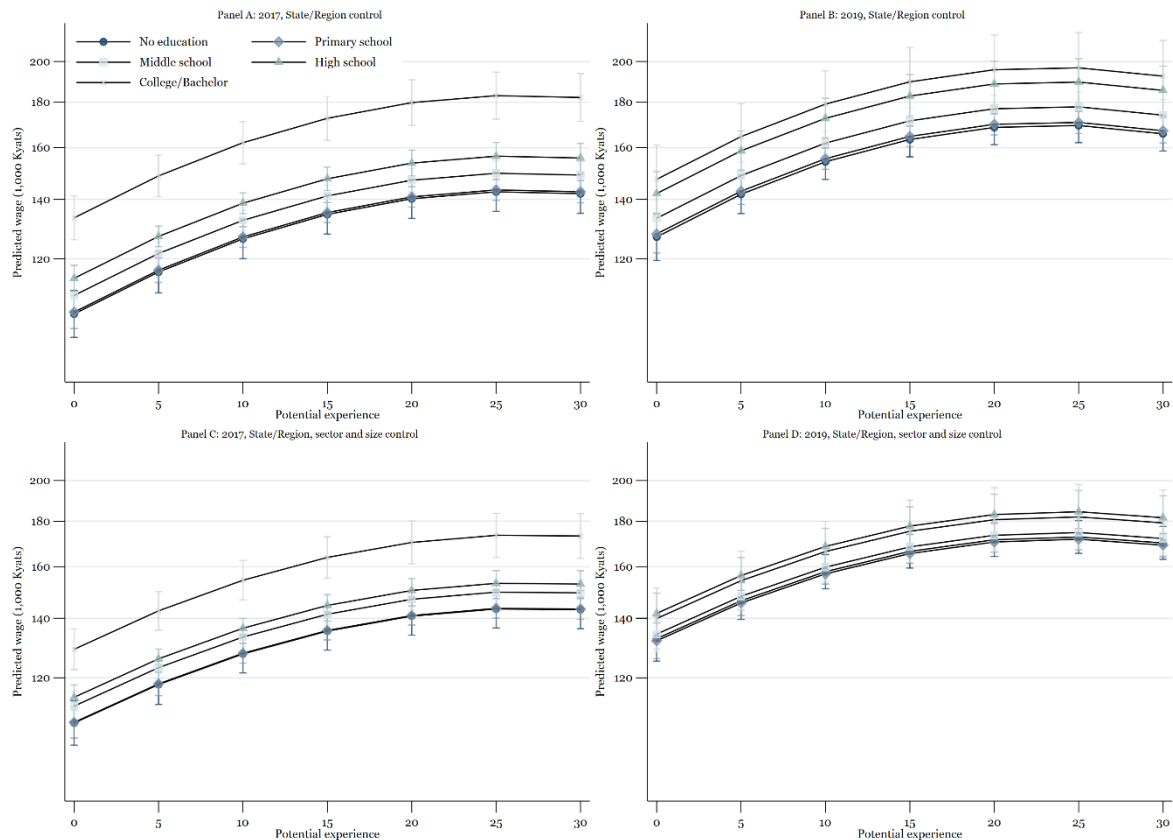 Panel A: 2017, State/Region control
No education
Primary school
Middle school
High school
College/Bachelor
Predicted wage (1,000 Kyats)
200
180
160
140
120
0 5 10 15 20 25 30
Potential experience
Panel B: 2019, State/Region control
Predicted wage (1,000 Kyats)
200
180
160
140
120
0 5 10 15 20 25 30
Potential experience
Panel C: 2017, State/Region, sector and size control
Predicted wage (1,000 Kyats)
200
180
160
140
120
0 5 10 15 20 25 30
Potential experience
Panel D: 2019, State/Region, sector and size control
Predicted wage (1,000 Kyats)
200
180
160
140
120
0 5 10 15 20 25 30
Potential experience